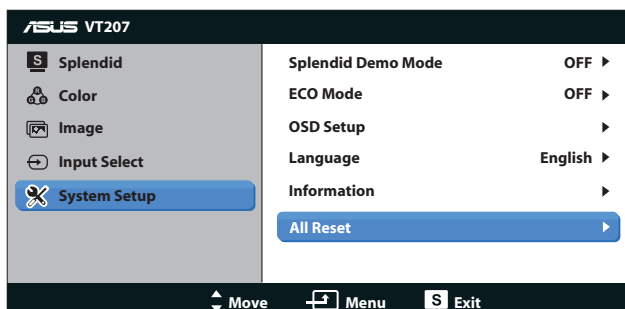 ASUS VT207
S Splendid
Color
Image
Input Select
System Setup
Splendid Demo Mode OFF
ECO Mode OFF
OSD Setup
Language English
Information
All Reset
Move Menu S Exit